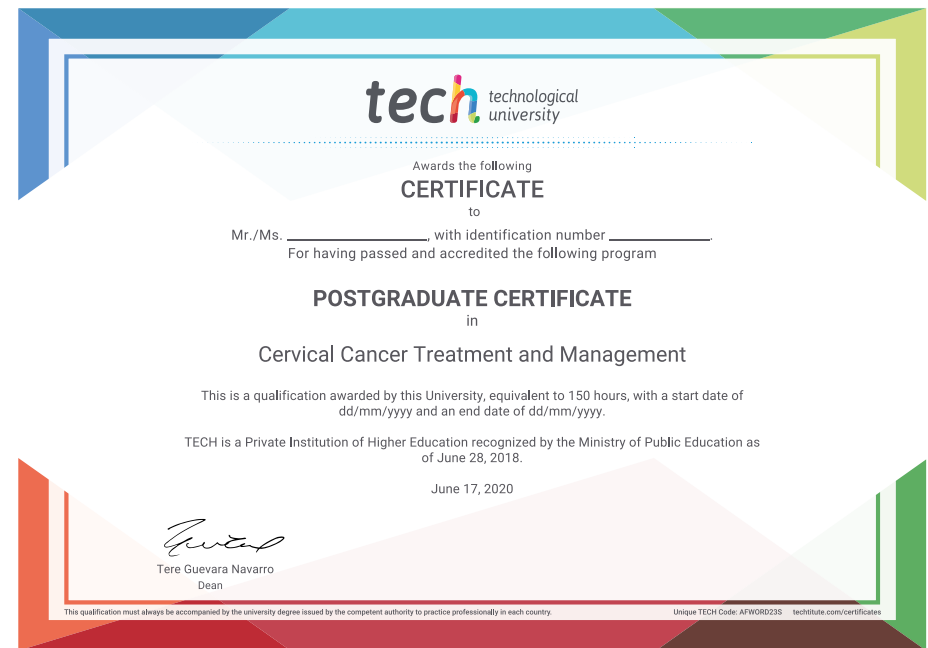 tech technological
university
Awards the following
CERTIFICATE
to
Mr./Ms. ____________, with identification number ____________.
For having passed and accredited the following program
POSTGRADUATE CERTIFICATE
in
Cervical Cancer Treatment and Management
This is a qualification awarded by this University, equivalent to 150 hours, with a start date of
dd/mm/yyyy and an end date of dd/mm/yyyy.
TECH is a Private Institution of Higher Education recognized by the Ministry of Public Education as
of June 28, 2018.
June 17, 2020
Tere Guevara Navarro
Dean
This qualification must always be accompanied by the university degree issued by the competent authority to practice professionally in each country.
Unique TECH Code: AFWORD23S techtitute.com/certificates